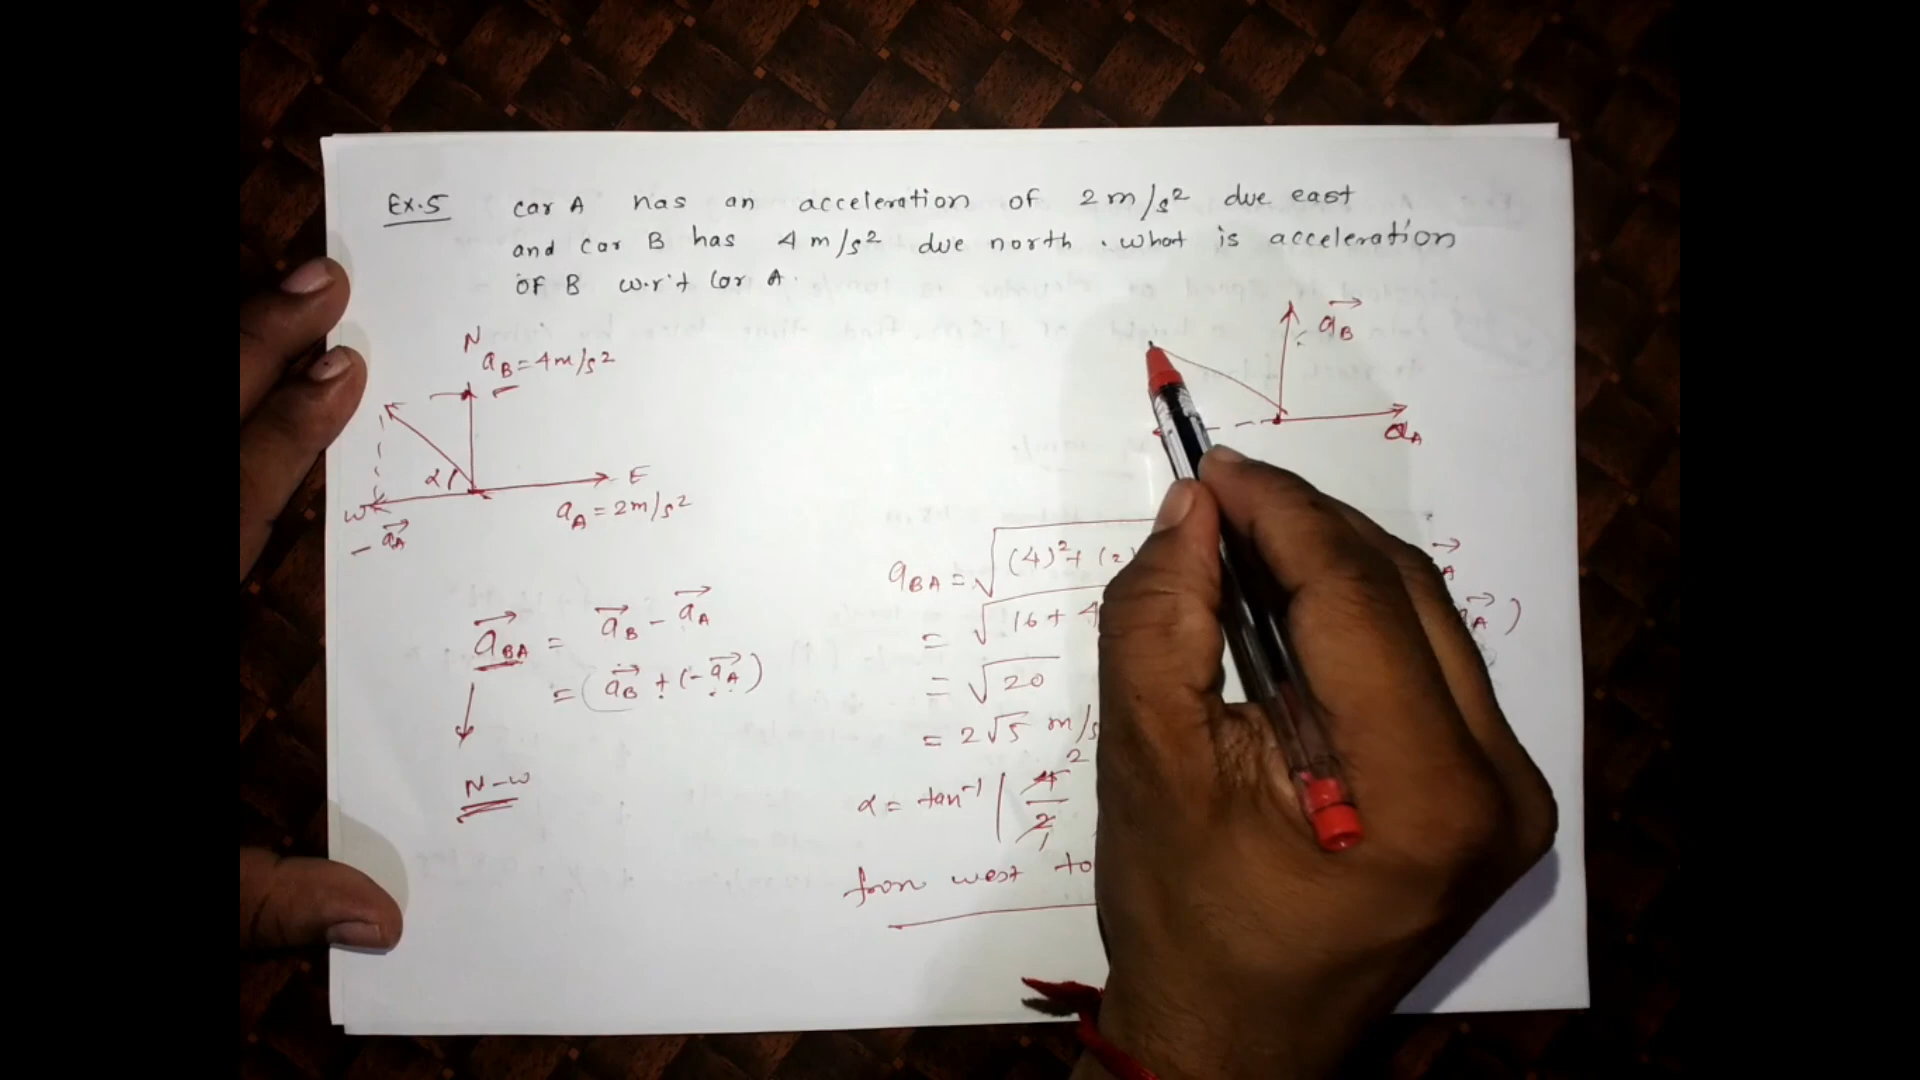 Ex.5 car A has an acceleration of 2 m/s² due east
and car B has 4 m/s² due north. what is acceleration
OF B w.r.t Car A.
N
a_B = 4 m/s²
α
E
W
a_A = 2 m/s²
- →a_A
→a_B
a_A
→a_BA = →a_B - →a_A
= (→a_B + (-→a_A)
N-W
a_BA = √(4)² + (2)
= √16 + 4
= √20
= 2√5 m/s
α = tan⁻¹ ( 4 2
2 1
from west to